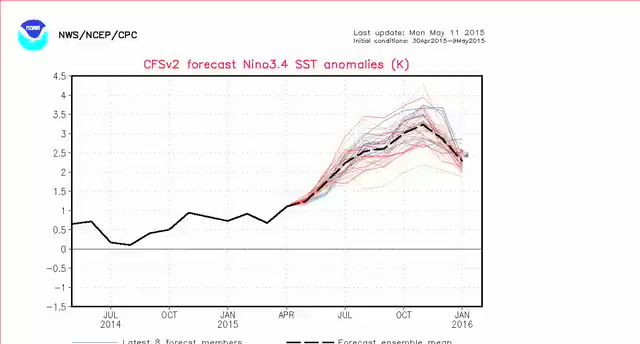 NOAA
NWS/NCEP/CPC
Last update: Mon May 11 2015
Initial conditions: 30Apr2015-9May2015
CFSv2 forecast Nino3.4 SST anomalies (K)
4.5
4
3.5
3
2.5
2
1.5
1
0.5
0
-0.5
-1
-1.5
JUL OCT JAN APR JUL OCT JAN
2014 2015 2016
Latest 8 forecast members Forecast ensemble mean